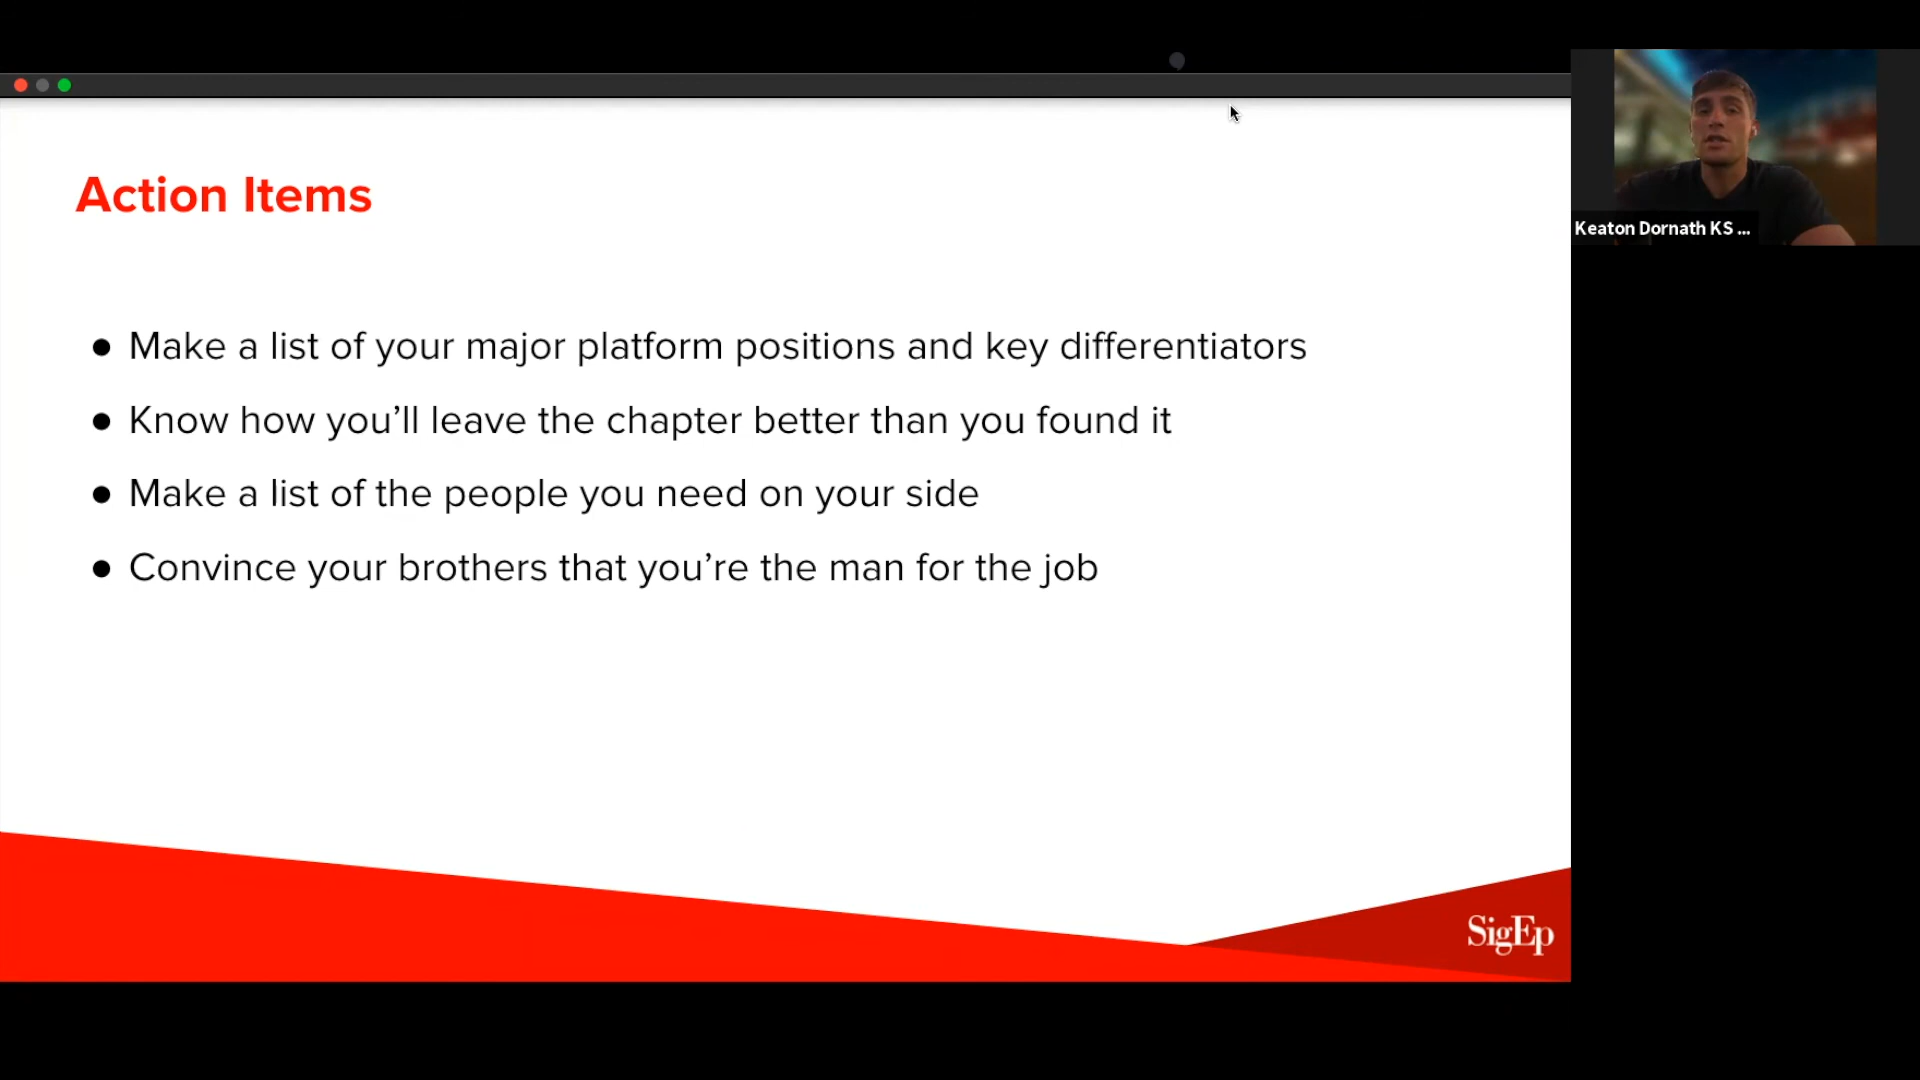 Action Items
● Make a list of your major platform positions and key differentiators
● Know how you’ll leave the chapter better than you found it
● Make a list of the people you need on your side
● Convince your brothers that you’re the man for the job
SigEp
Keaton Dornath KS ...